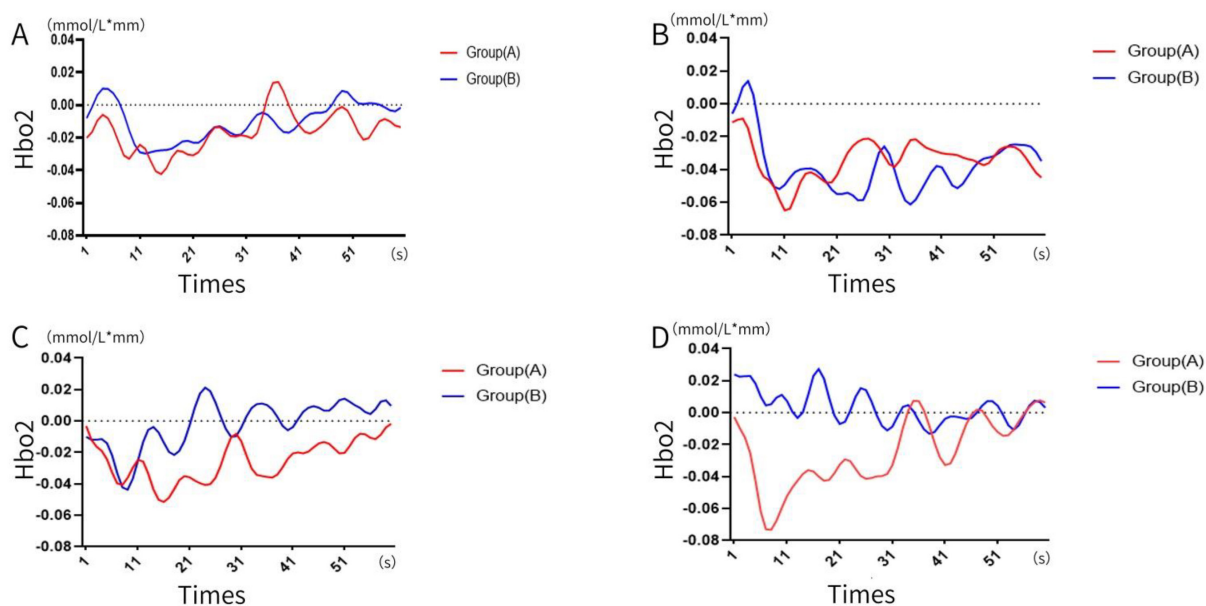 A
(mmol/L*mm)
Hbo2
0.04
0.02
0.00
-0.02
-0.04
-0.06
-0.08
1
11
21
31
41
51
(s)
Times
Group(A)
Group(B)
B
(mmol/L*mm)
Hbo2
0.04
0.02
0.00
-0.02
-0.04
-0.06
-0.08
1
11
21
31
41
51
(s)
Times
Group(A)
Group(B)
C
(mmol/L*mm)
Hbo2
0.04
0.02
0.00
-0.02
-0.04
-0.06
-0.08
1
11
21
31
41
51
(s)
Times
Group(A)
Group(B)
D
(mmol/L*mm)
Hbo2
0.04
0.02
0.00
-0.02
-0.04
-0.06
-0.08
1
11
21
31
41
51
(s)
Times
Group(A)
Group(B)